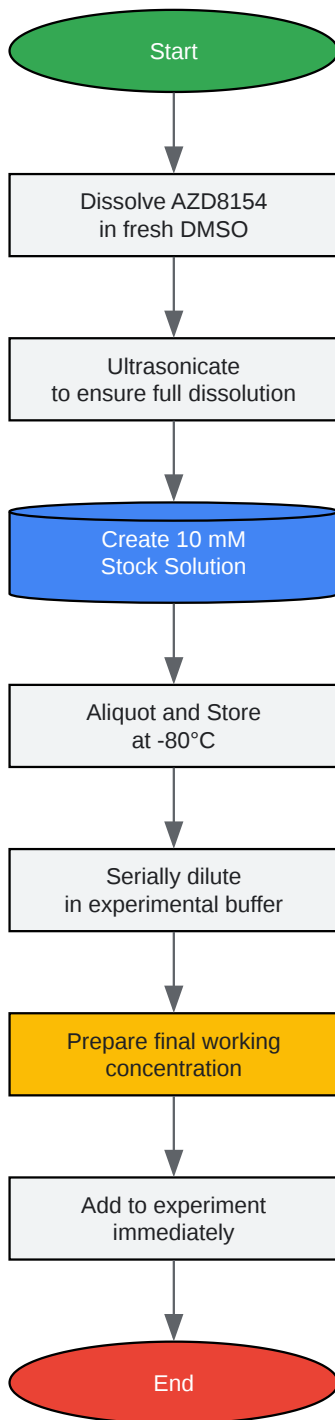 Start
Dissolve AZD8154
in fresh DMSO
Ultrasonicate
to ensure full dissolution
Create 10 mM
Stock Solution
Aliquot and Store
at -80°C
Serially dilute
in experimental buffer
Prepare final working
concentration
Add to experiment
immediately
End